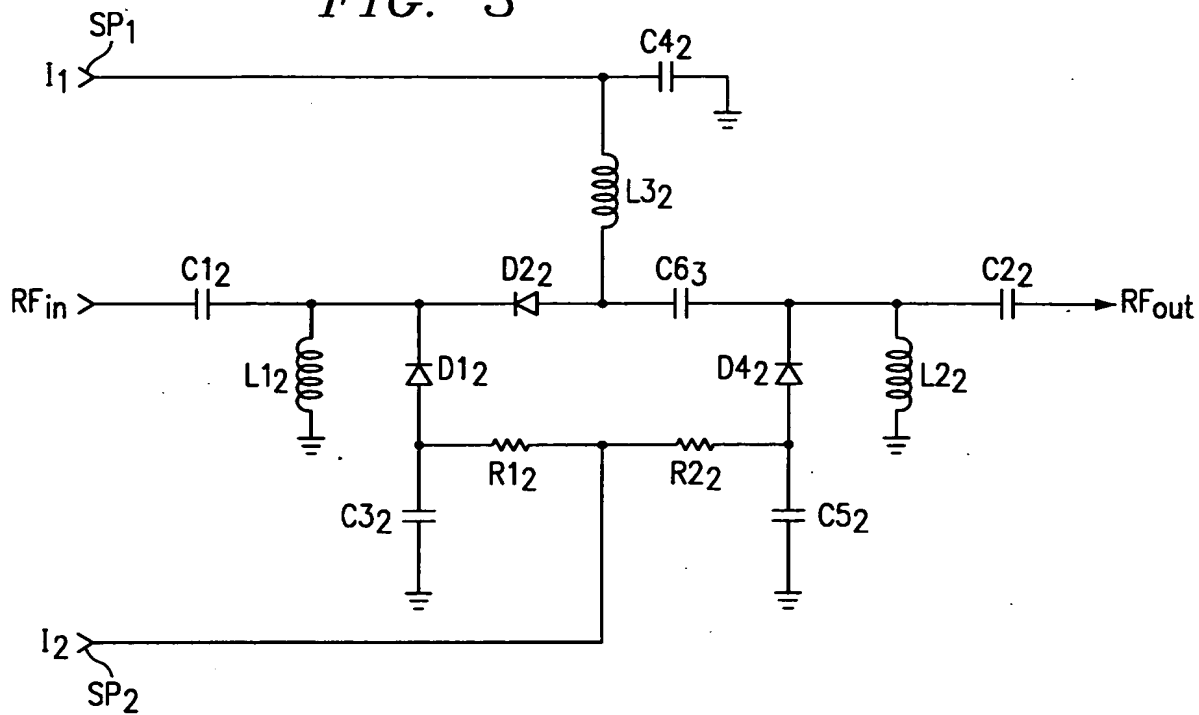 FIG. 3
SP1
I1
C42
L32
RFin
C12
D22
C63
C22
RFout
L12
D12
D42
L22
R12
R22
C32
C52
I2
SP2